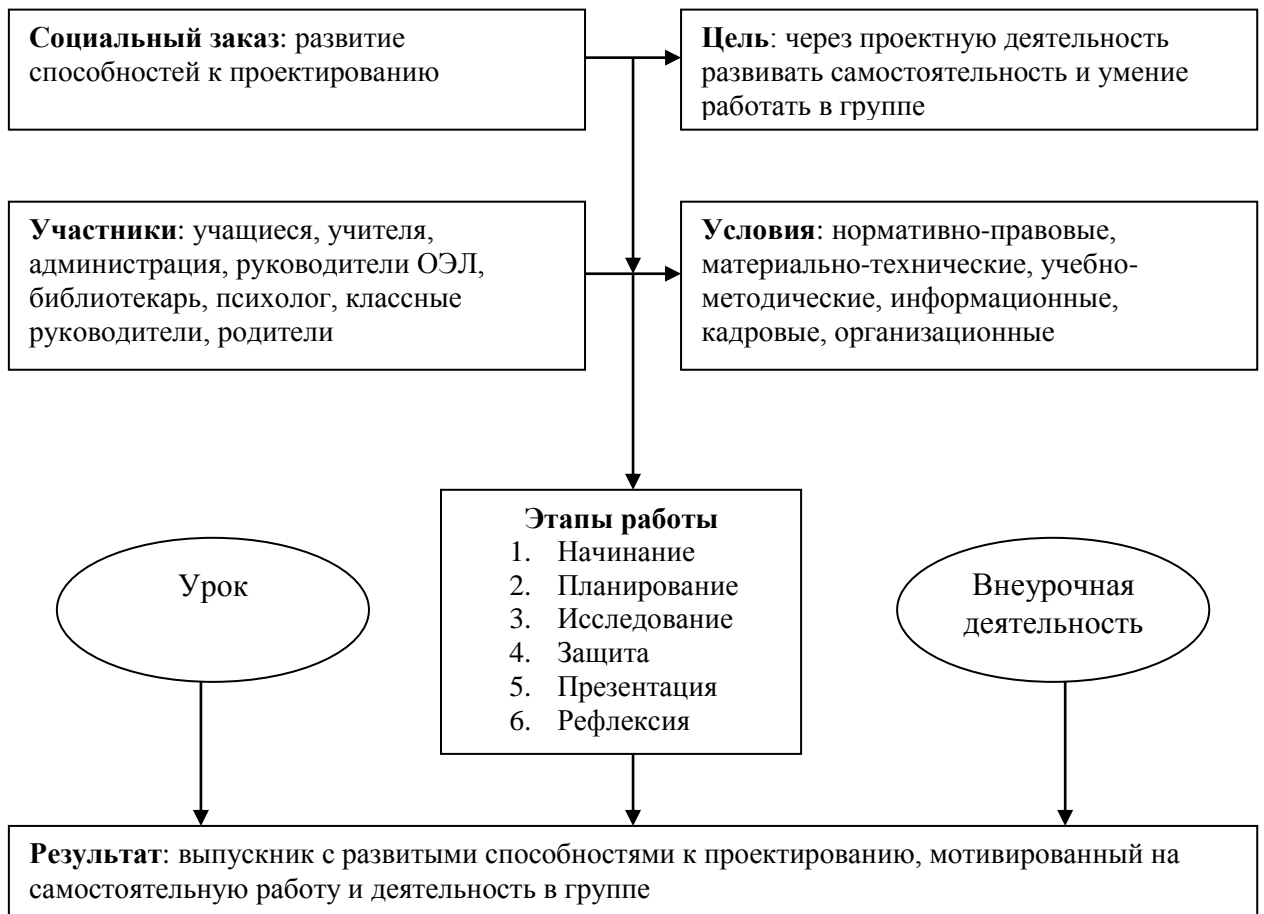 Социальный заказ: развитие
способностей к проектированию
Цель: через проектную деятельность
развивать самостоятельность и умение
работать в группе
Участники: учащиеся, учителя,
администрация, руководители ОЭЛ,
библиотекарь, психолог, классные
руководители, родители
Условия: нормативно-правовые,
материально-технические, учебно-
методические, информационные,
кадровые, организационные
Этапы работы
1. Начинание
2. Планирование
3. Исследование
4. Защита
5. Презентация
6. Рефлексия
Урок
Внеурочная
деятельность
Результат: выпускник с развитыми способностями к проектированию, мотивированный на
самостоятельную работу и деятельность в группе